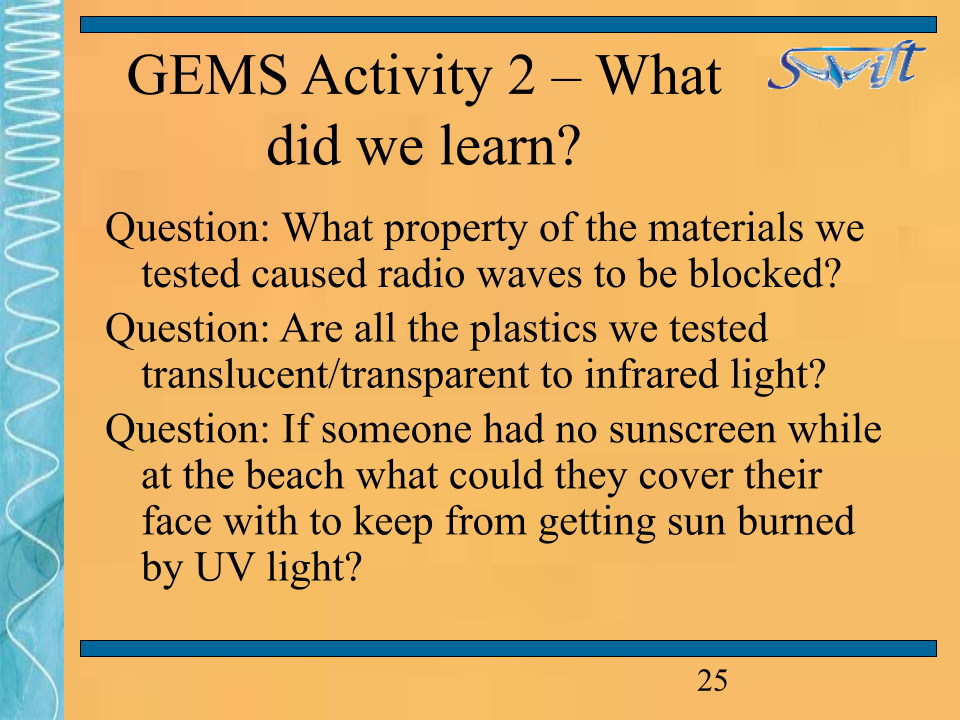 GEMS Activity 2 – What
did we learn?
Swift
Question: What property of the materials we
tested caused radio waves to be blocked?
Question: Are all the plastics we tested
translucent/transparent to infrared light?
Question: If someone had no sunscreen while
at the beach what could they cover their
face with to keep from getting sun burned
by UV light?
25